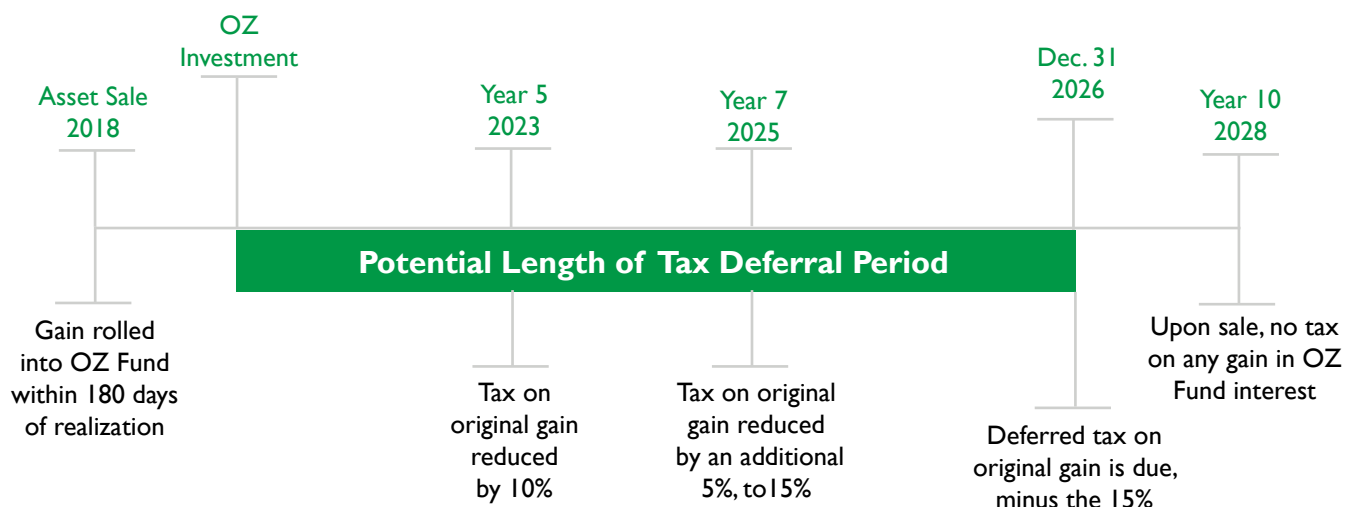 OZ
Investment
Asset Sale
2018
Year 5
2023
Year 7
2025
Dec. 31
2026
Year 10
2028
Potential Length of Tax Deferral Period
Gain rolled
into OZ Fund
within 180 days
of realization
Tax on
original gain
reduced
by 10%
Tax on original
gain reduced
by an additional
5%, to15%
Deferred tax on
original gain is due,
minus the 15%
Upon sale, no tax
on any gain in OZ
Fund interest